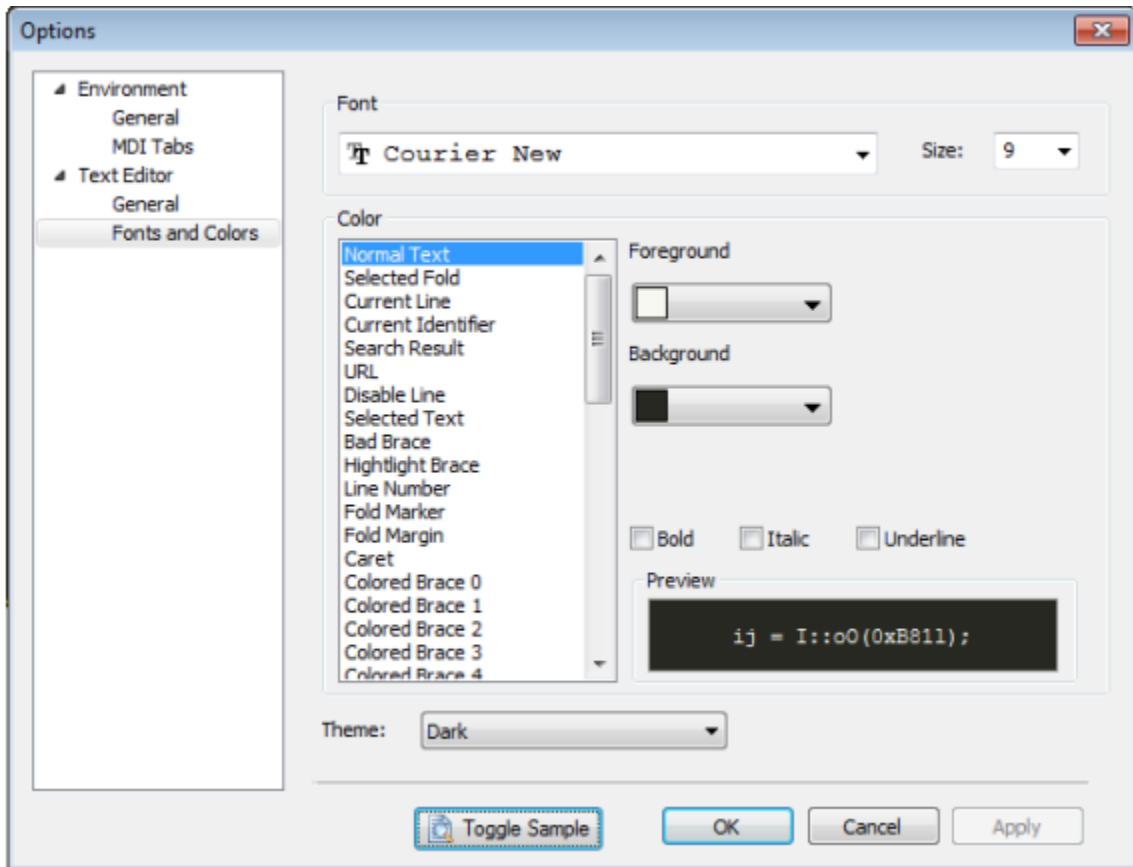 Options
Environment
General
MDI Tabs
Text Editor
General
Fonts and Colors
Font
Courier New
Size:
9
Color
Normal Text
Selected Fold
Current Line
Current Identifier
Search Result
URL
Disable Line
Selected Text
Bad Brace
Hightlight Brace
Line Number
Fold Marker
Fold Margin
Caret
Colored Brace 0
Colored Brace 1
Colored Brace 2
Colored Brace 3
Colored Brace 4
Foreground
Background
Bold
Italic
Underline
Preview
ij = I::oO(0xB81l);
Theme:
Dark
Toggle Sample
OK
Cancel
Apply